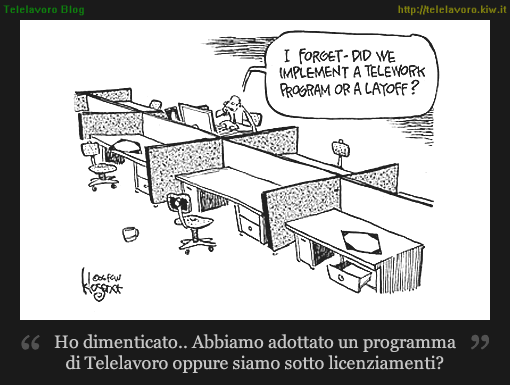 Telelavoro Blog
http://telelavoro.kiw.it
I FORGET - DID WE
IMPLEMENT A TELEWORK
PROGRAM OR A LAYOFF?
“ Ho dimenticato.. Abbiamo adottato un programma ”
di Telelavoro oppure siamo sotto licenziamenti?